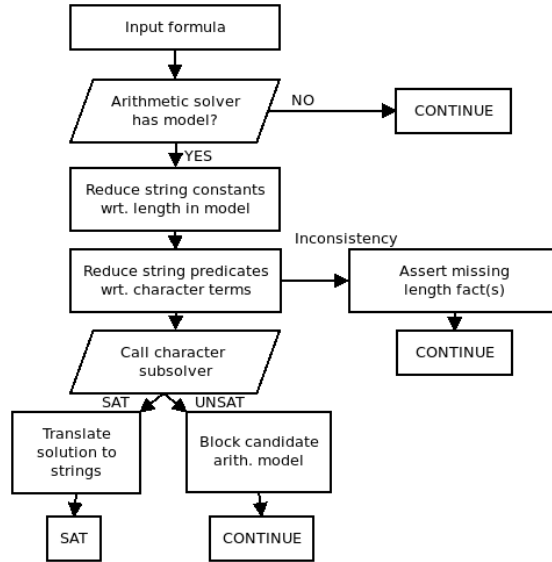 Input formula
Arithmetic solver
has model?
NO
CONTINUE
YES
Reduce string constants
wrt. length in model
Inconsistency
Reduce string predicates
wrt. character terms
Assert missing
length fact(s)
CONTINUE
Call character
subsolver
SAT
UNSAT
Translate
solution to
strings
Block candidate
arith. model
SAT
CONTINUE